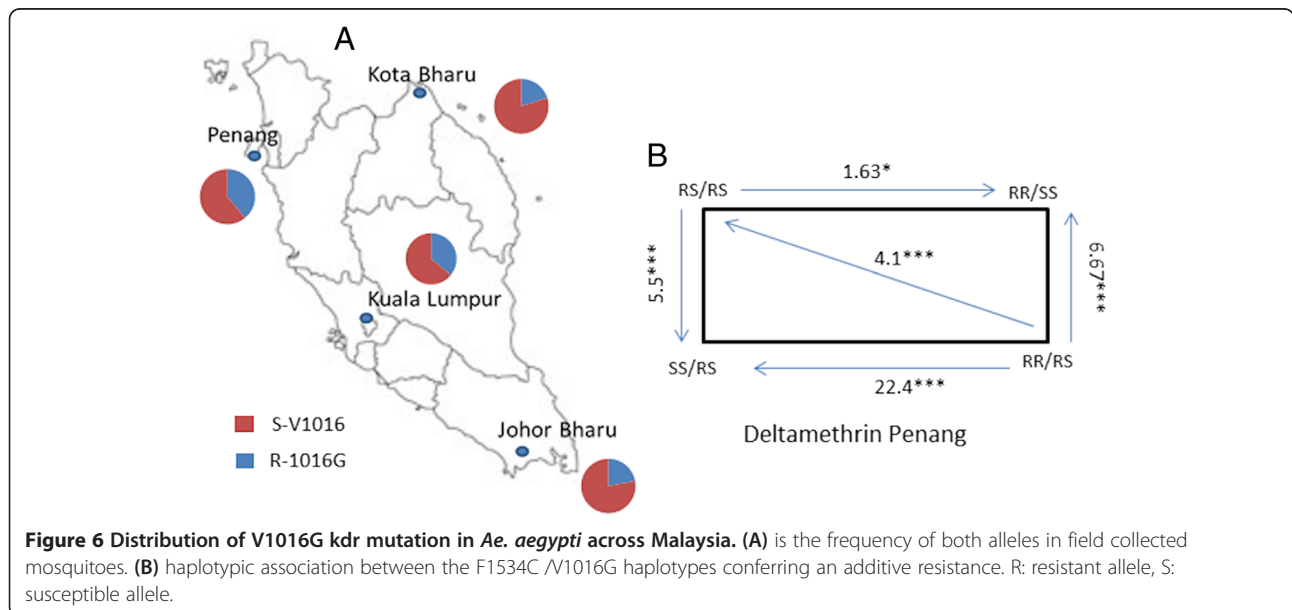 A
Kota Bharu
Penang
Kuala Lumpur
Johor Bharu
S-V1016
R-1016G
B
RS/RS
1.63*
RR/SS
5.5***
4.1***
6.67***
SS/RS
22.4***
RR/RS
Deltamethrin Penang
Figure 6 Distribution of V1016G kdr mutation in Ae. aegypti across Malaysia. (A) is the frequency of both alleles in field collected
mosquitoes. (B) haplotypic association between the F1534C /V1016G haplotypes conferring an additive resistance. R: resistant allele, S:
susceptible allele.